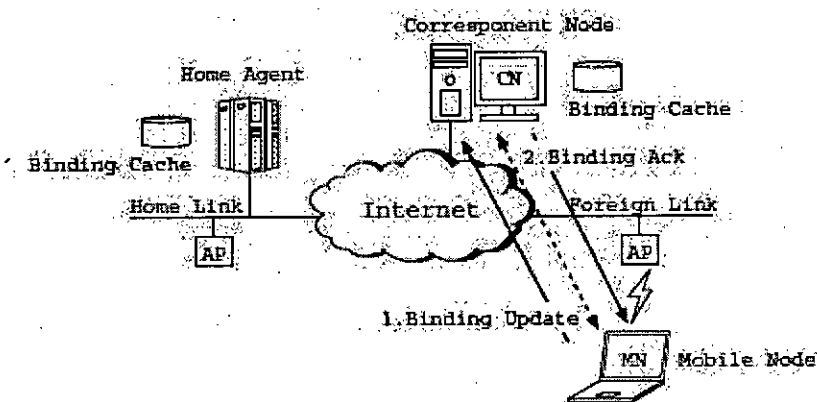 Correspondent Node
Home Agent
CN
Binding Cache
Binding Cache
2.Binding Ack
Home Link
Internet
Foreign Link
AP
AP
1.Binding Update
MN
Mobile Node